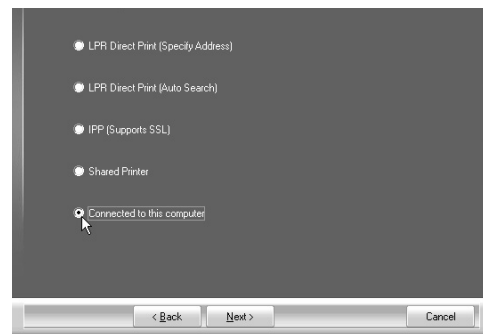 LPR Direct Print (Specify Address)
LPR Direct Print (Auto Search)
IPP (Supports SSL)
Shared Printer
Connected to this computer
< Back Next > Cancel